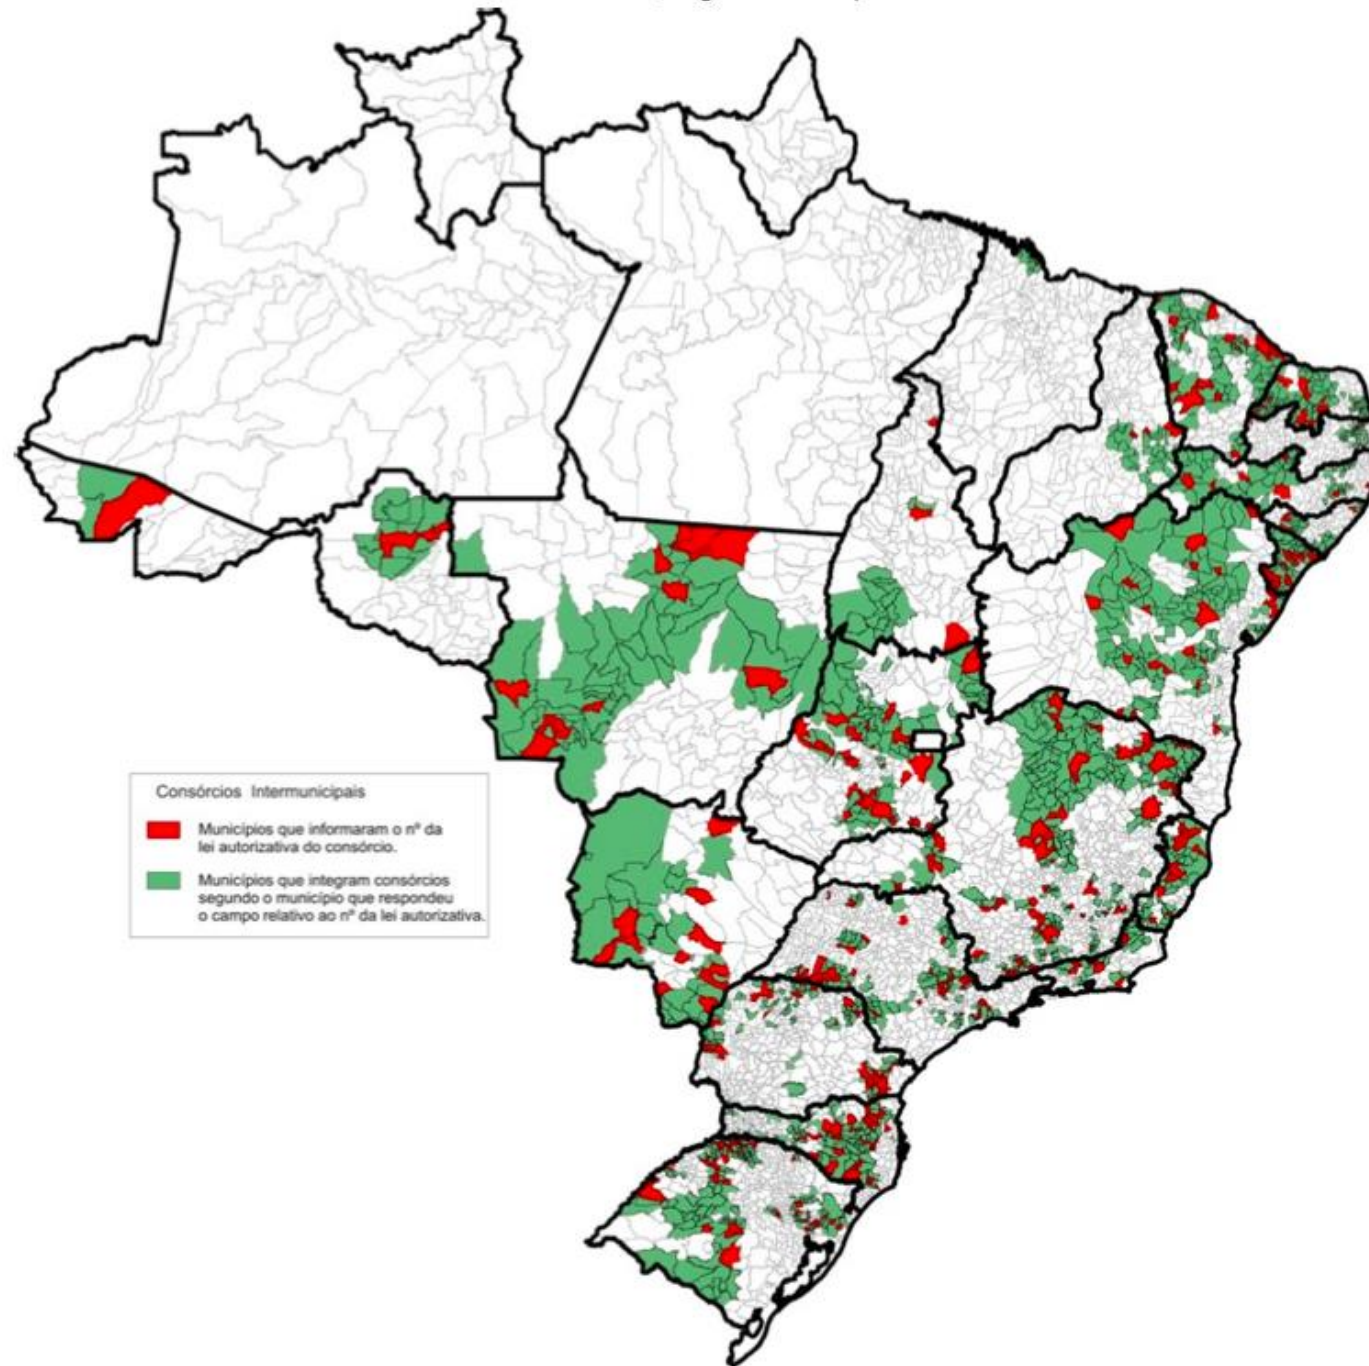 Consórcios Intermunicipais
Municípios que informaram o nº da
lei autorizativa do consórcio.
Municípios que integram consórcios
segundo o município que respondeu
o campo relativo ao nº da lei autorizativa.